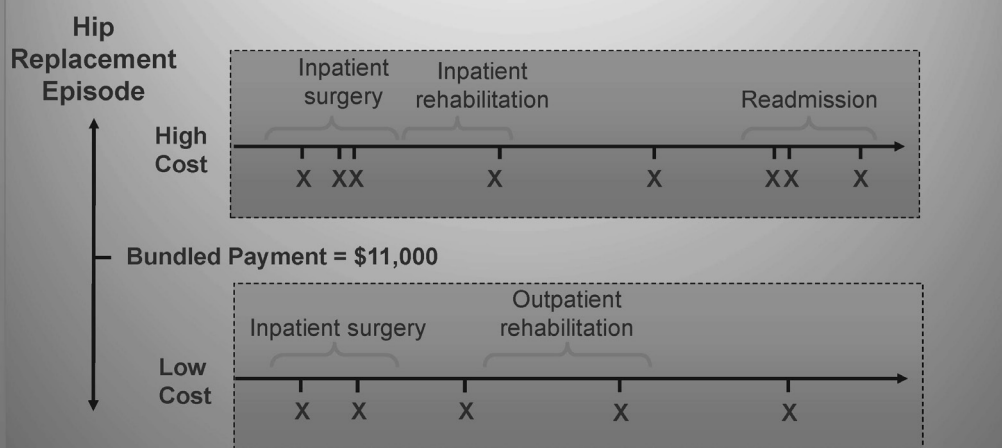 Hip
Replacement
Episode
High
Cost
Inpatient
surgery
Inpatient
rehabilitation
Readmission
X XX X X XX X
Bundled Payment = $11,000
Low
Cost
Inpatient surgery
Outpatient
rehabilitation
X X X X X